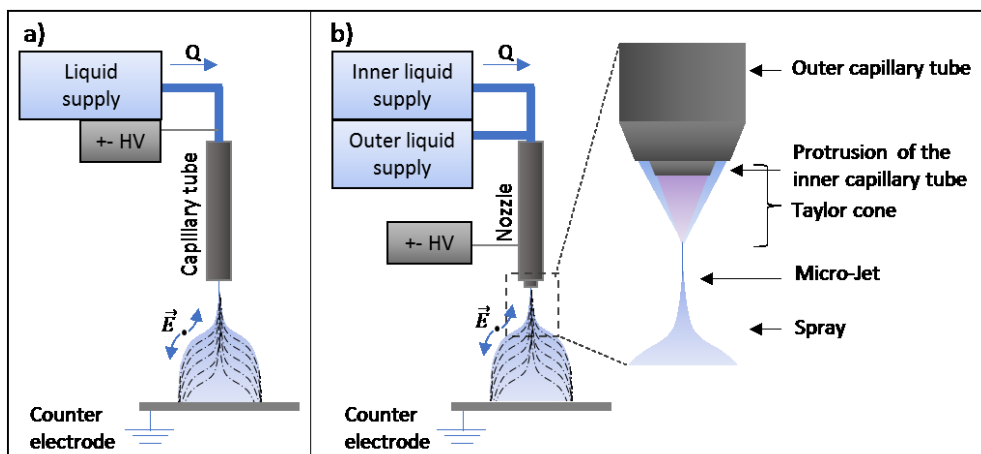 a)
Q
Liquid
supply
+- HV
Capillary tube
E
Counter
electrode
b)
Q
Inner liquid
supply
Outer liquid
supply
+- HV
Nozzle
E
Counter
electrode
Outer capillary tube
Protrusion of the
inner capillary tube
Taylor cone
Micro-Jet
Spray